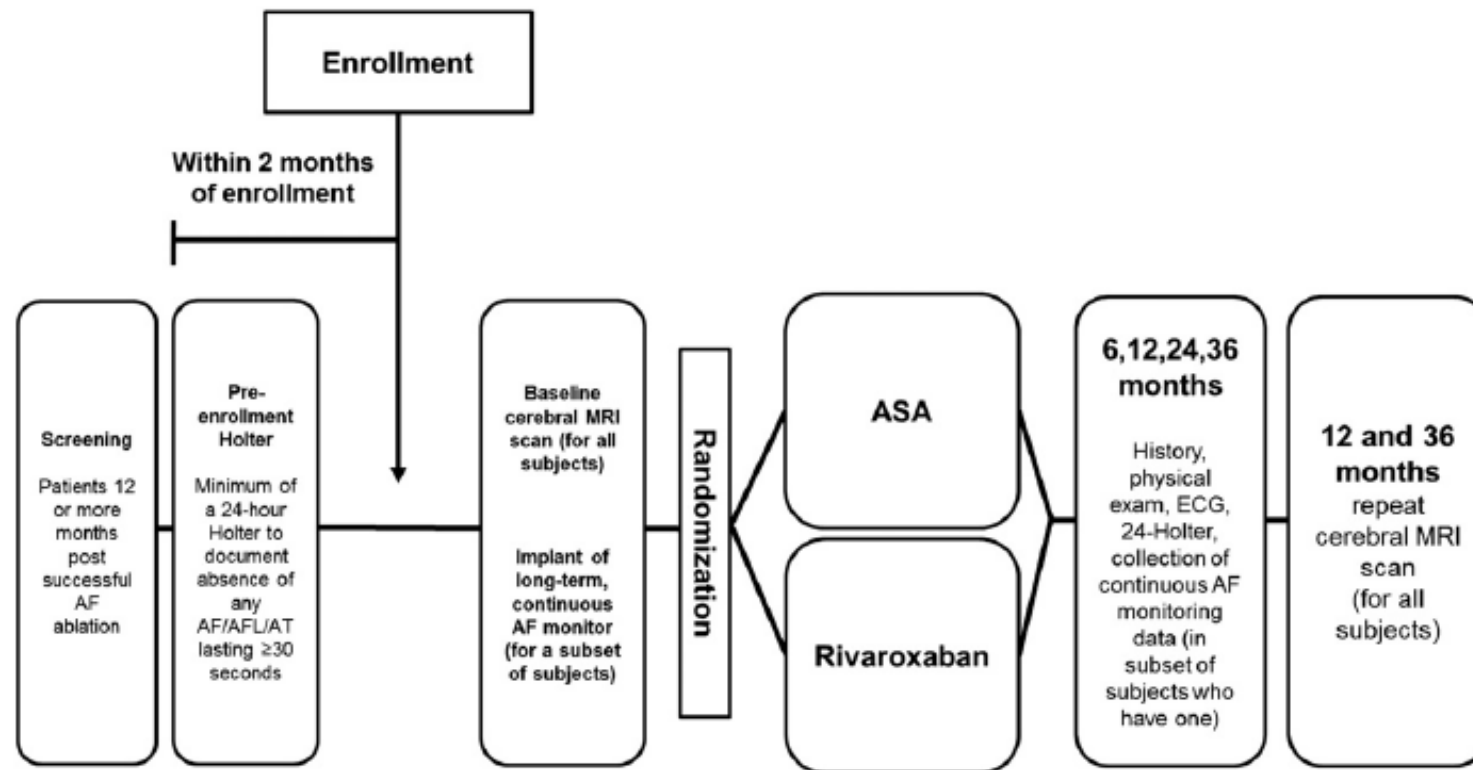 Enrollment
Within 2 months
of enrollment
Screening
Patients 12
or more
months
post
successful
AF
ablation
Pre-
enrollment
Holter
Minimum of
a 24-hour
Holter to
document
absence of
any
AF/AFL/AT
lasting ≥30
seconds
Baseline
cerebral MRI
scan (for all
subjects)
Implant of
long-term,
continuous
AF monitor
(for a subset
of subjects)
Randomization
ASA
Rivaroxaban
6,12,24,36
months
History,
physical
exam, ECG,
24-Holter,
collection of
continuous AF
monitoring
data (in
subset of
subjects who
have one)
12 and 36
months
repeat
cerebral MRI
scan
(for all
subjects)